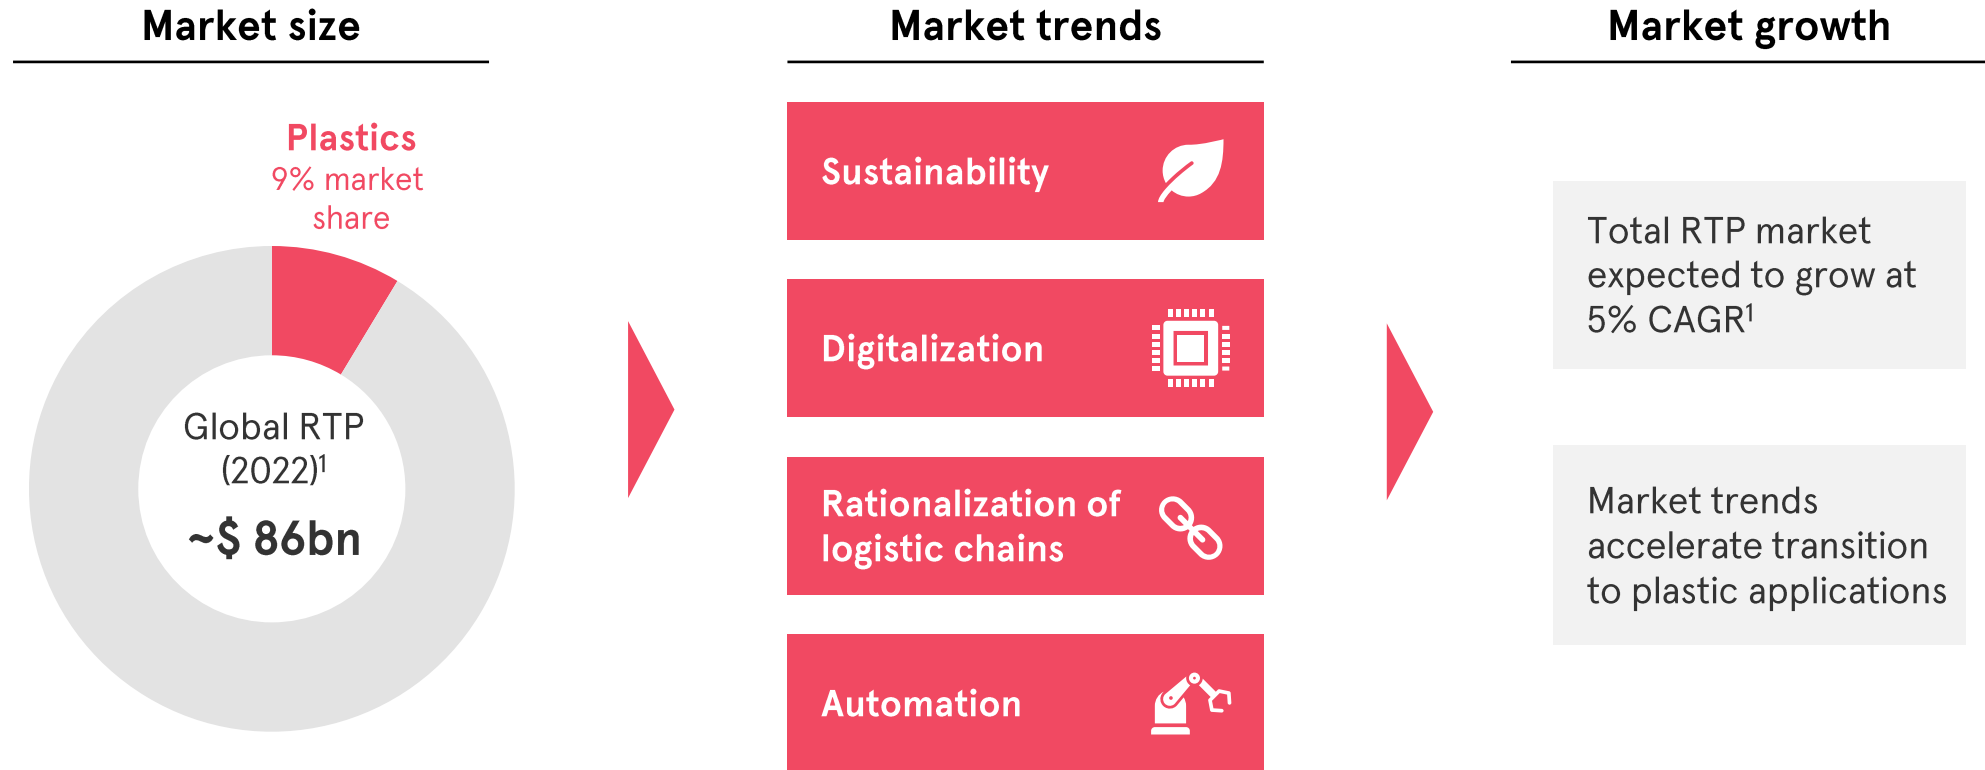 Market size
Plastics
9% market
share
Global RTP
(2022)¹
~$ 86bn
Market trends
Sustainability
Digitalization
Rationalization of
logistic chains
Automation
Market growth
Total RTP market
expected to grow at
5% CAGR¹
Market trends
accelerate transition
to plastic applications